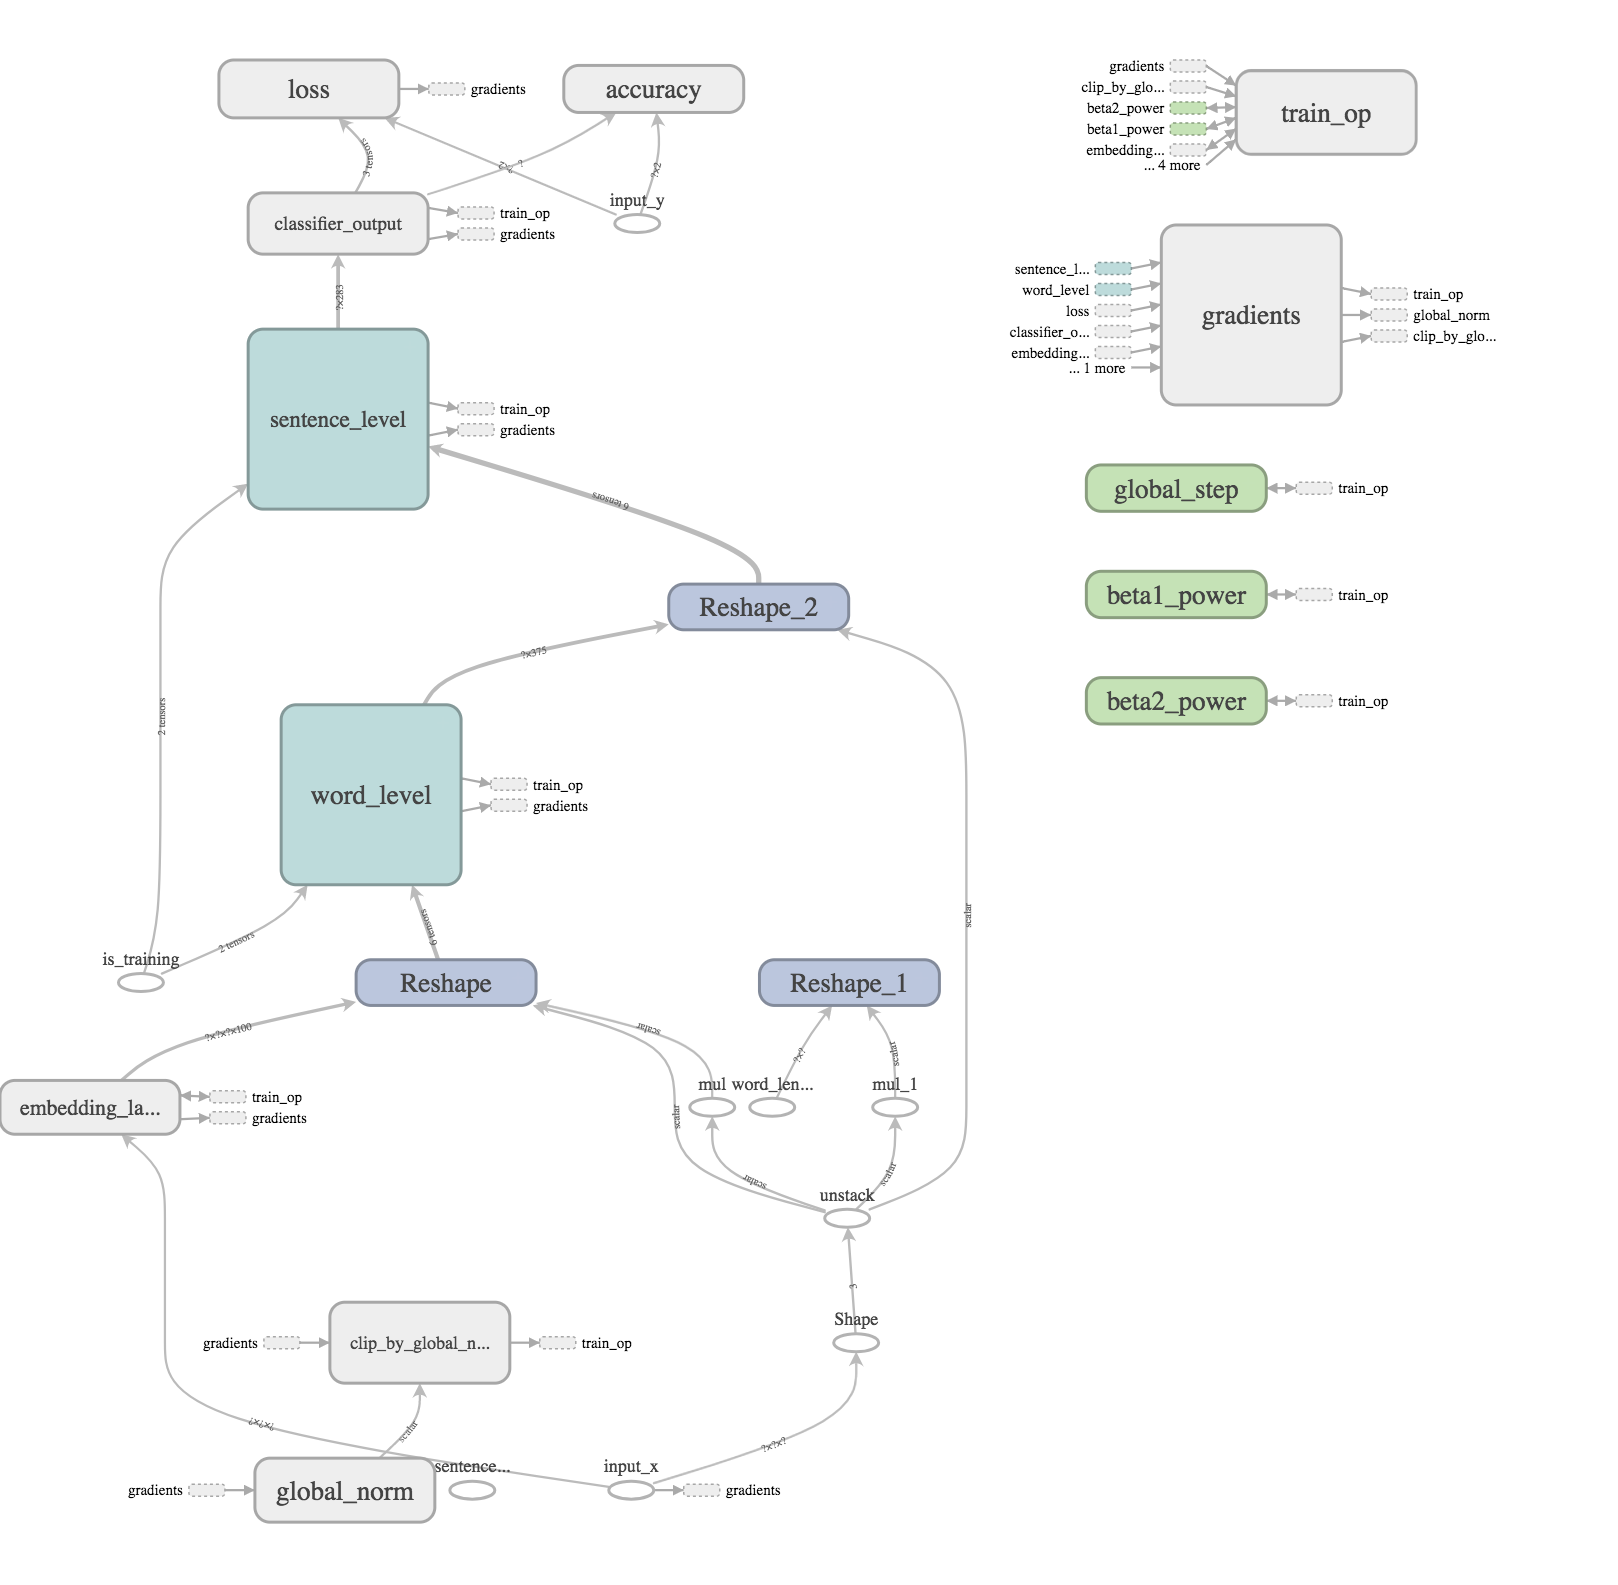 loss
gradients
accuracy
3 tensors
?×2
?×2
input_y
classifier_output
train_op
gradients
?×283
sentence_level
train_op
gradients
6 tensors
Reshape_2
?×375
2 tensors
word_level
train_op
gradients
scalar
6 tensors
2 tensors
is_training
Reshape
Reshape_1
?×?×?×100
scalar
?×?
scalar
embedding_la...
train_op
gradients
mul
word_len...
mul_1
scalar
scalar
scalar
unstack
3
Shape
gradients
clip_by_global_n...
train_op
?×?×?
scalar
?×?×?
gradients
global_norm
sentence...
input_x
gradients
gradients
clip_by_glo...
beta2_power
beta1_power
embedding...
... 4 more
train_op
sentence_l...
word_level
loss
classifier_o...
embedding...
... 1 more
gradients
train_op
global_norm
clip_by_glo...
global_step
train_op
beta1_power
train_op
beta2_power
train_op